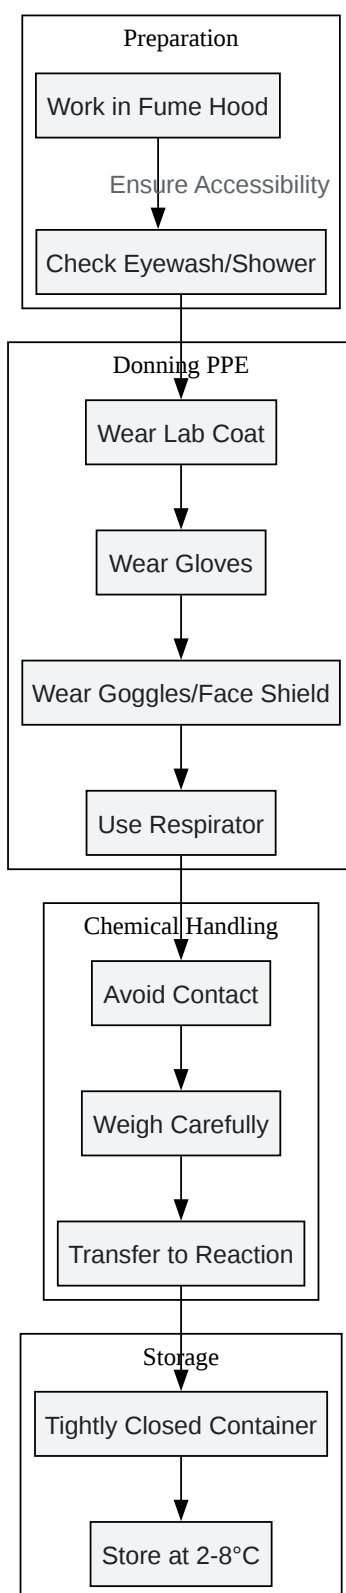 Preparation
Work in Fume Hood
Ensure Accessibility
Check Eyewash/Shower
Donning PPE
Wear Lab Coat
Wear Gloves
Wear Goggles/Face Shield
Use Respirator
Chemical Handling
Avoid Contact
Weigh Carefully
Transfer to Reaction
Storage
Tightly Closed Container
Store at 2-8°C